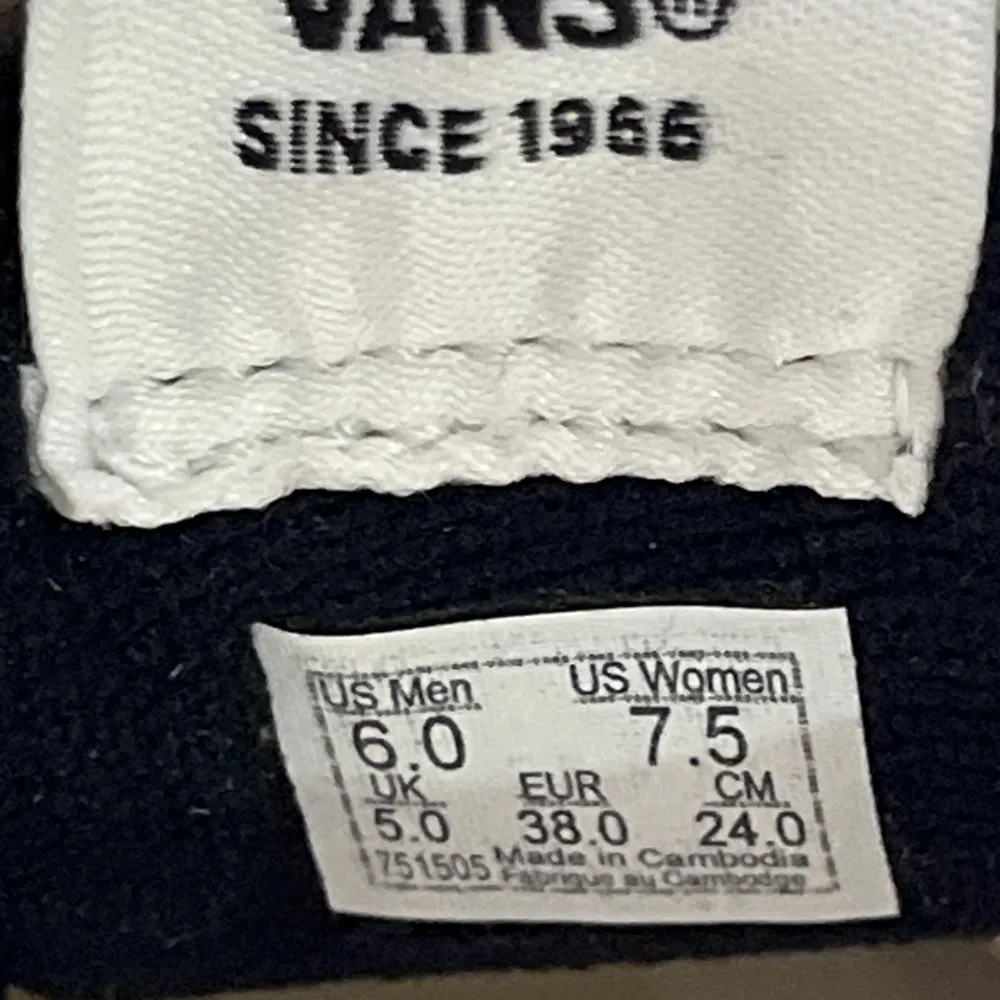 VANS®
SINCE 1966
US Men US Women
6.0 7.5
UK EUR CM
5.0 38.0 24.0
751505 Made in Cambodia
Fabriqué au Cambodge